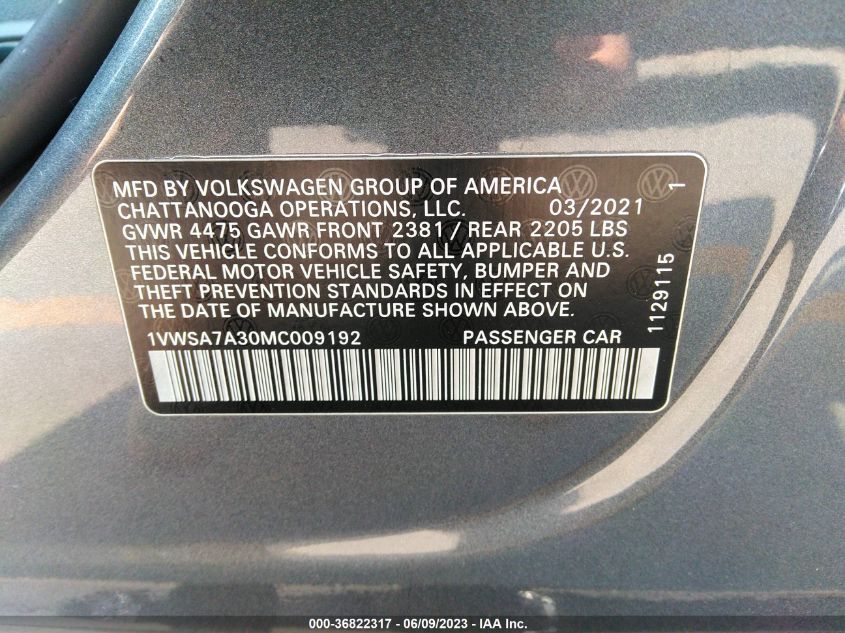 MFD BY VOLKSWAGEN GROUP OF AMERICA
CHATTANOOGA OPERATIONS, LLC. 03/2021
GVWR 4475 GAWR FRONT 2381/ REAR 2205 LBS
THIS VEHICLE CONFORMS TO ALL APPLICABLE U.S.
FEDERAL MOTOR VEHICLE SAFETY, BUMPER AND
THEFT PREVENTION STANDARDS IN EFFECT ON
THE DATE OF MANUFACTURE SHOWN ABOVE.
1VWSA7A30MC009192 PASSENGER CAR
1129115 1
000-36822317 - 06/09/2023 - IAA Inc.